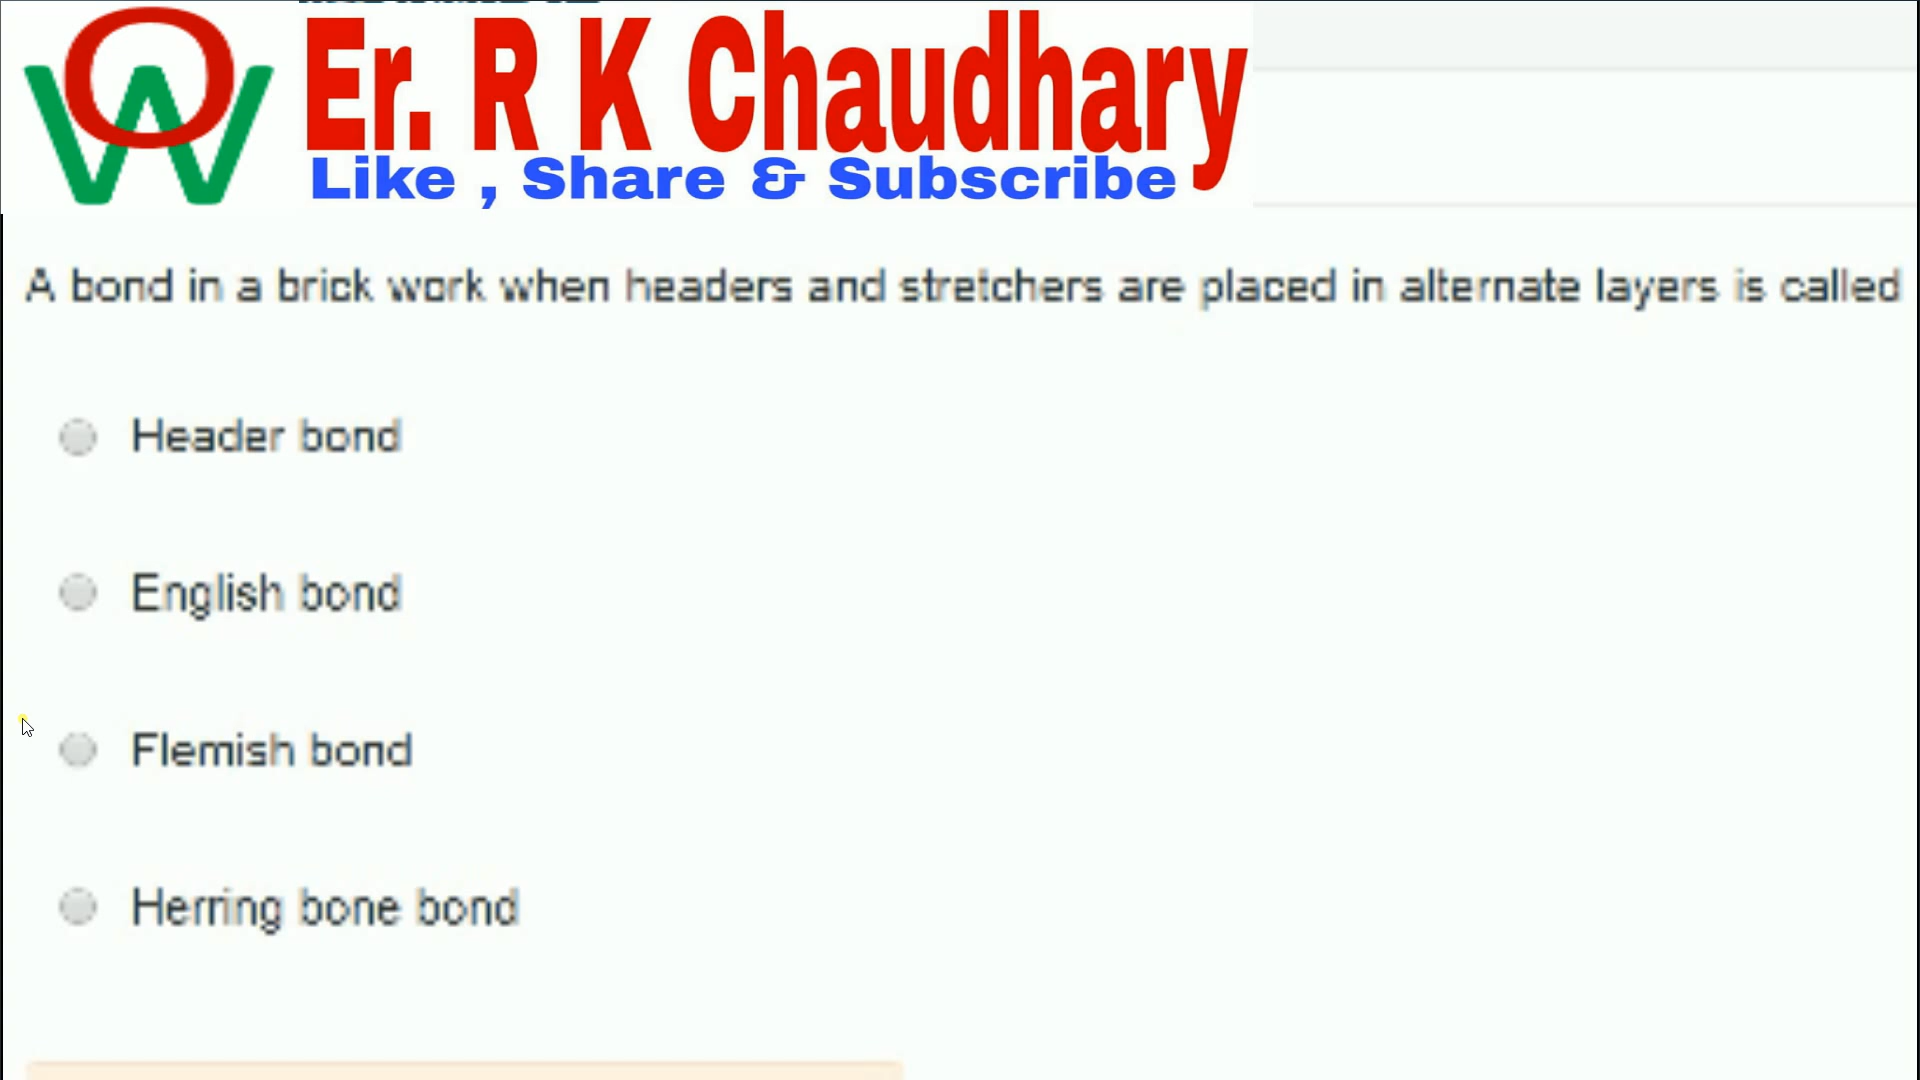 Er. R K Chaudhary
Like , Share & Subscribe
A bond in a brick work when headers and stretchers are placed in alternate layers is called
Header bond
English bond
Flemish bond
Herring bone bond